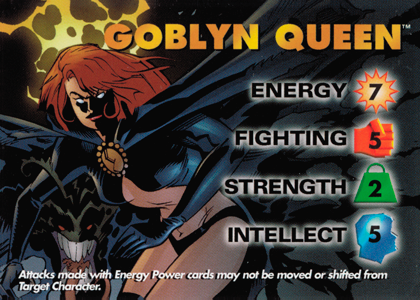 GOBLYN QUEEN™
ENERGY 7
FIGHTING 5
STRENGTH 2
INTELLECT 5
Attacks made with Energy Power cards may not be moved or shifted from
Target Character.